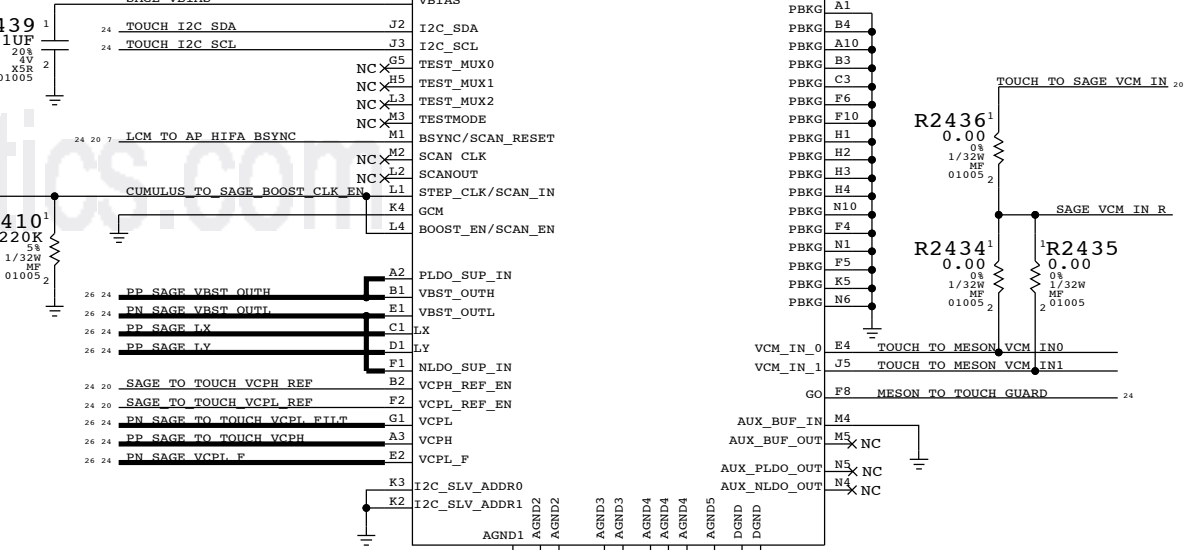 SAGE VBIAS
VBIAS
439 1
1UF
20%
4V
X5R
01005
2
24 TOUCH I2C SDA J2 I2C_SDA
24 TOUCH I2C SCL J3 I2C_SCL
NC G5 TEST_MUX0
NC H5 TEST_MUX1
NC L3 TEST_MUX2
NC M3 TESTMODE
24 20 7 LCM TO AP HIFA BSYNC M1 BSYNC/SCAN_RESET
NC M2 SCAN CLK
NC L2 SCANOUT
CUMULUS_TO_SAGE_BOOST_CLK_EN L1 STEP_CLK/SCAN_IN
K4 GCM
L4 BOOST_EN/SCAN_EN
410 1
220K
5%
1/32W
MF
01005
2
A2 PLDO_SUP_IN
26 24 PP SAGE VBST OUTH B1 VBST_OUTH
26 24 PN SAGE VBST OUTL E1 VBST_OUTL
26 24 PP SAGE LX C1 LX
26 24 PP SAGE LY D1 LY
F1 NLDO_SUP_IN
24 20 SAGE TO TOUCH VCPH REF B2 VCPH_REF_EN
24 20 SAGE_TO_TOUCH_VCPL_REF F2 VCPL_REF_EN
26 24 PN SAGE TO TOUCH VCPL FILT G1 VCPL
26 24 PP SAGE TO TOUCH VCPH A3 VCPH
26 24 PN SAGE VCPL F E2 VCPL_F
K3 I2C_SLV_ADDR0
K2 I2C_SLV_ADDR1
AGND1
AGND2
AGND2
AGND3
AGND3
AGND4
AGND4
AGND4
AGND5
DGND
DGND
PBKG A1
PBKG B4
PBKG A10
PBKG B3
PBKG C3
PBKG F6
PBKG F10
PBKG H1
PBKG H2
PBKG H3
PBKG H4
PBKG N10
PBKG F4
PBKG N1
PBKG F5
PBKG K5
PBKG N6
VCM_IN_0 E4 TOUCH TO MESON VCM IN0
VCM_IN_1 J5 TOUCH TO MESON VCM IN1
GO F8 MESON TO TOUCH GUARD 24
AUX_BUF_IN M4
AUX_BUF_OUT M5 NC
AUX_PLDO_OUT N5 NC
AUX_NLDO_OUT N4 NC
TOUCH TO SAGE VCM IN 20
R2436 1
0.00
0%
1/32W
MF
01005
2
SAGE VCM IN R
R2434 1
0.00
0%
1/32W
MF
01005
2
1 R2435
0.00
0%
1/32W
MF
2 01005
tics.com